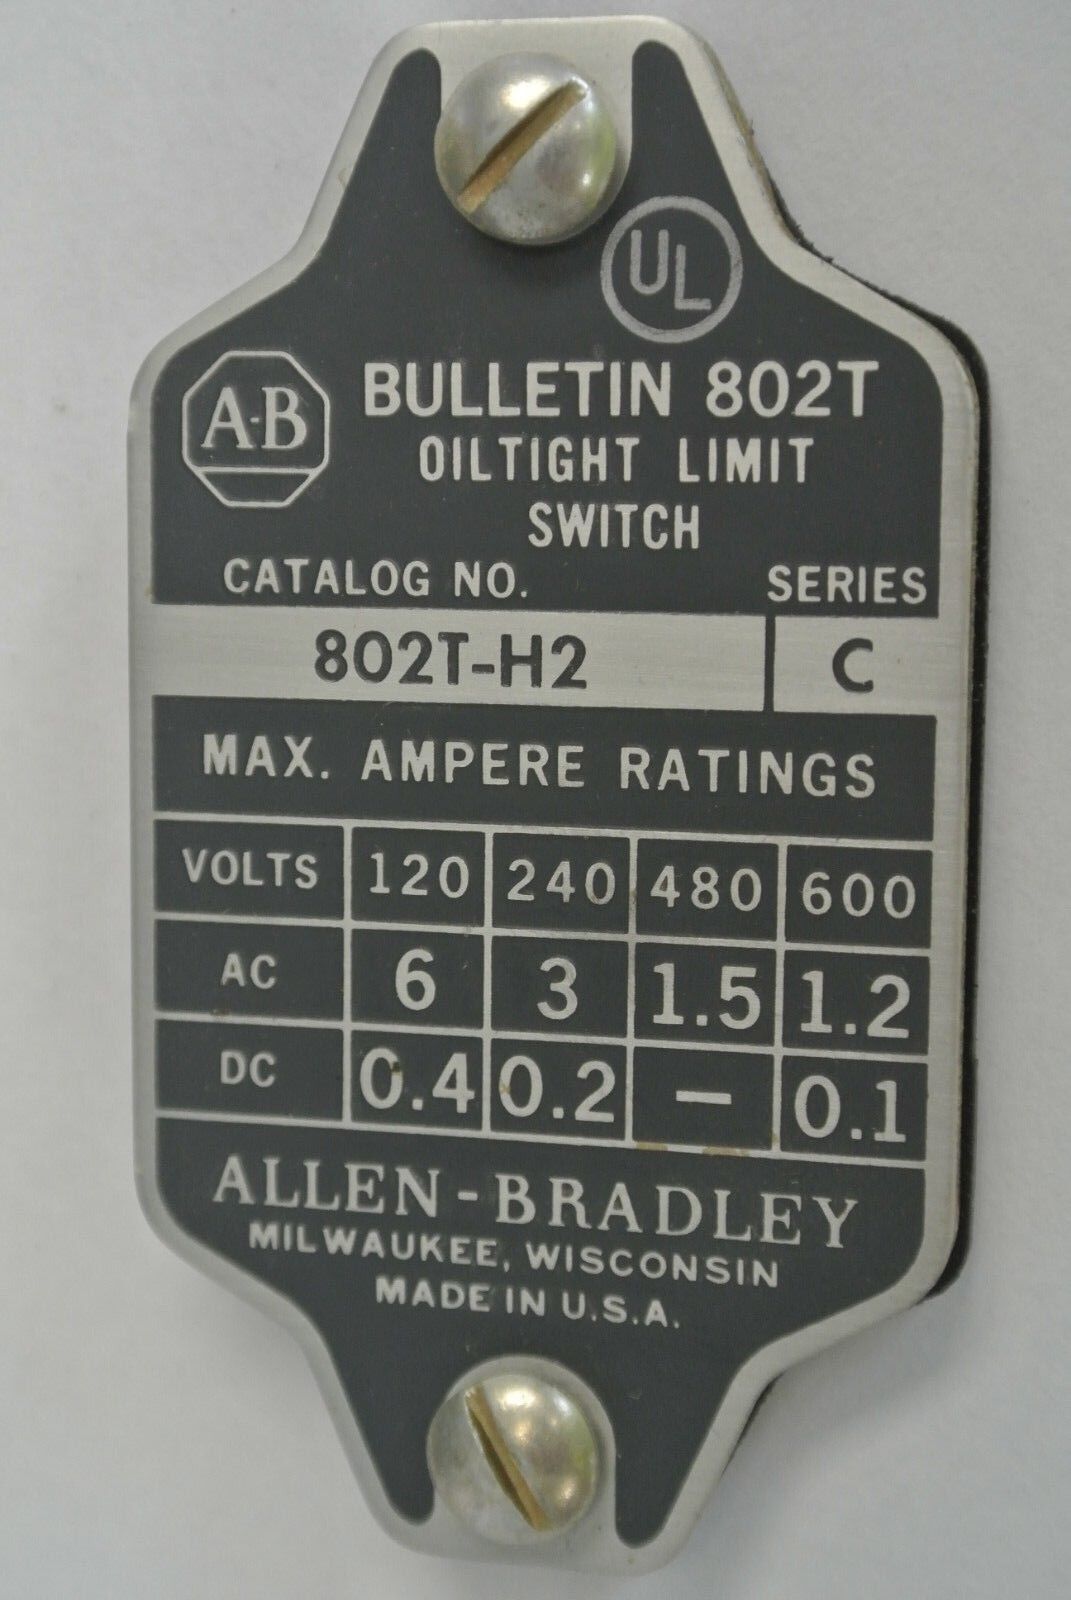 UL
A-B
BULLETIN 802T
OILTIGHT LIMIT
SWITCH
CATALOG NO. SERIES
802T-H2 C
MAX. AMPERE RATINGS
VOLTS 120 240 480 600
AC 6 3 1.5 1.2
DC 0.4 0.2 – 0.1
ALLEN-BRADLEY
MILWAUKEE, WISCONSIN
MADE IN U.S.A.